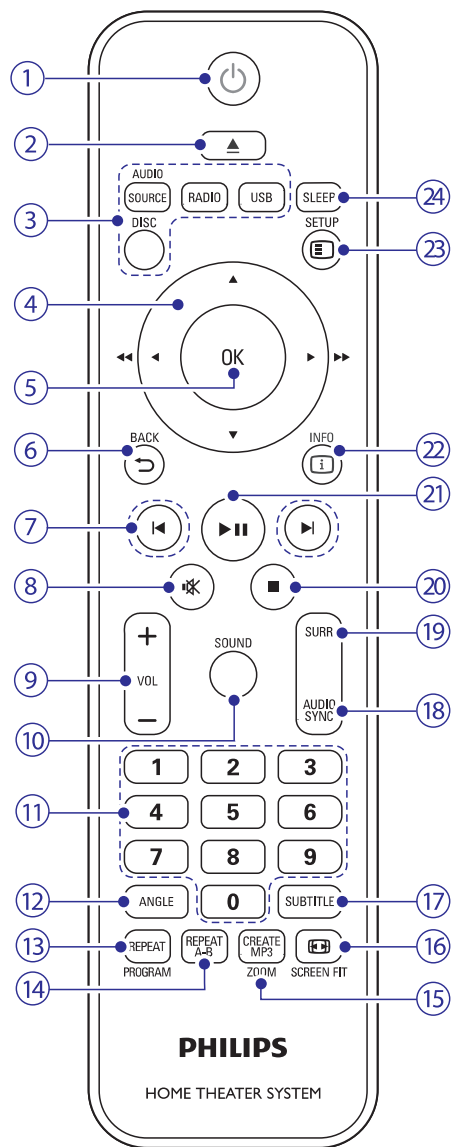 1
2
AUDIO
SOURCE RADIO USB SLEEP 24
3 DISC SETUP
23
4
OK
5
BACK INFO
6 i 22
21
7
8 20
+ SOUND SURR 19
9 VOL
– AUDIO SYNC 18
10
1 2 3
11 4 5 6
7 8 9
12 ANGLE 0 SUBTITLE 17
13 REPEAT REPEAT A-B CREATE MP3 16
PROGRAM ZOOM SCREEN FIT
14 15
PHILIPS
HOME THEATER SYSTEM